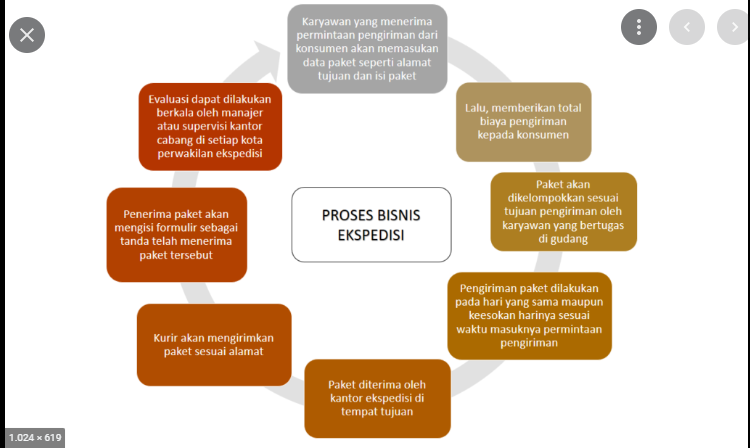 Karyawan yang menerima
permintaan pengiriman dari
konsumen akan memasukan
data paket seperti alamat
tujuan dan isi paket
Lalu, memberikan total
biaya pengiriman
kepada konsumen
Paket akan
dikelompokkan sesuai
tujuan pengiriman oleh
karyawan yang bertugas
di gudang
Pengiriman paket dilakukan
pada hari yang sama maupun
keesokan harinya sesuai
waktu masuknya permintaan
pengiriman
Paket diterima oleh
kantor ekspedisi di
tempat tujuan
Kurir akan mengirimkan
paket sesuai alamat
Penerima paket akan
mengisi formulir sebagai
tanda telah menerima
paket tersebut
Evaluasi dapat dilakukan
berkala oleh manajer
atau supervisi kantor
cabang di setiap kota
perwakilan ekspedisi
PROSES BISNIS
EKSPEDISI
1.024 × 619